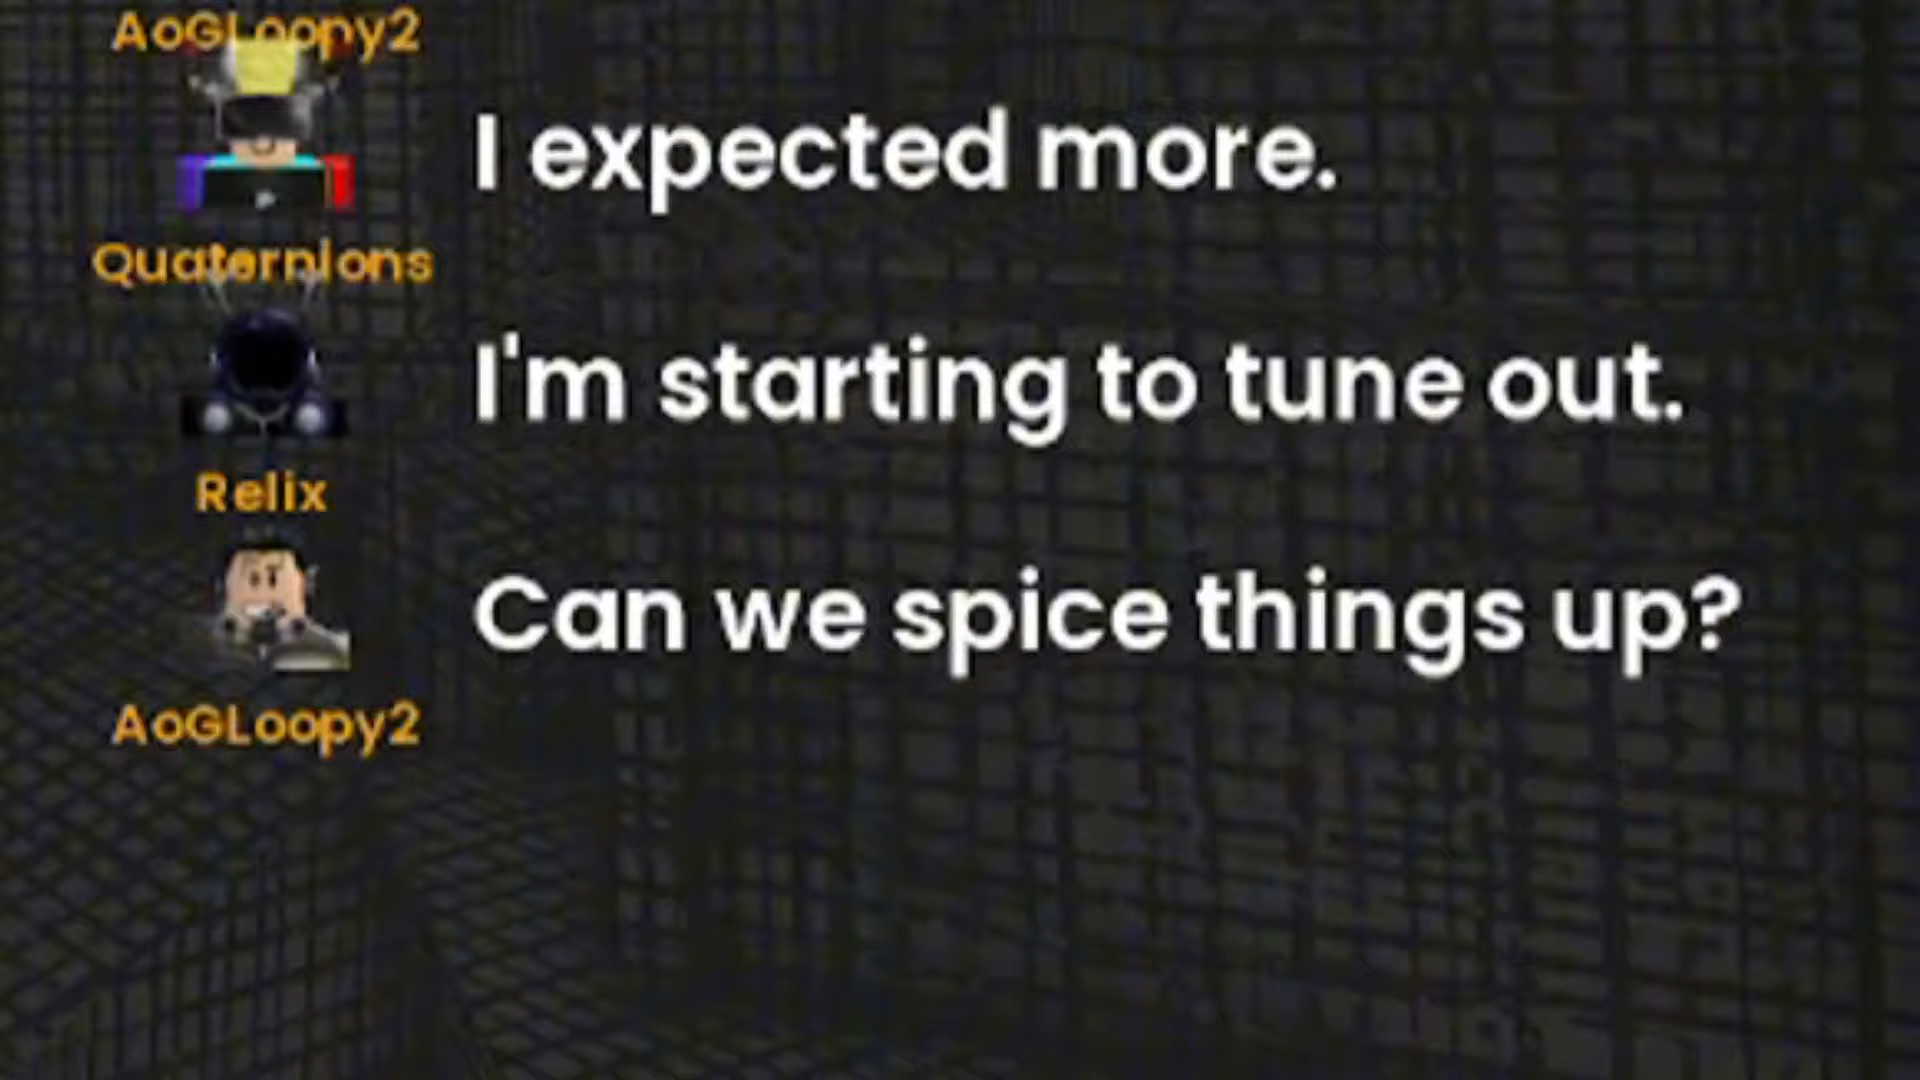 AoGLoopy2
I expected more.
Quaternions
I'm starting to tune out.
Relix
Can we spice things up?
AoGLoopy2